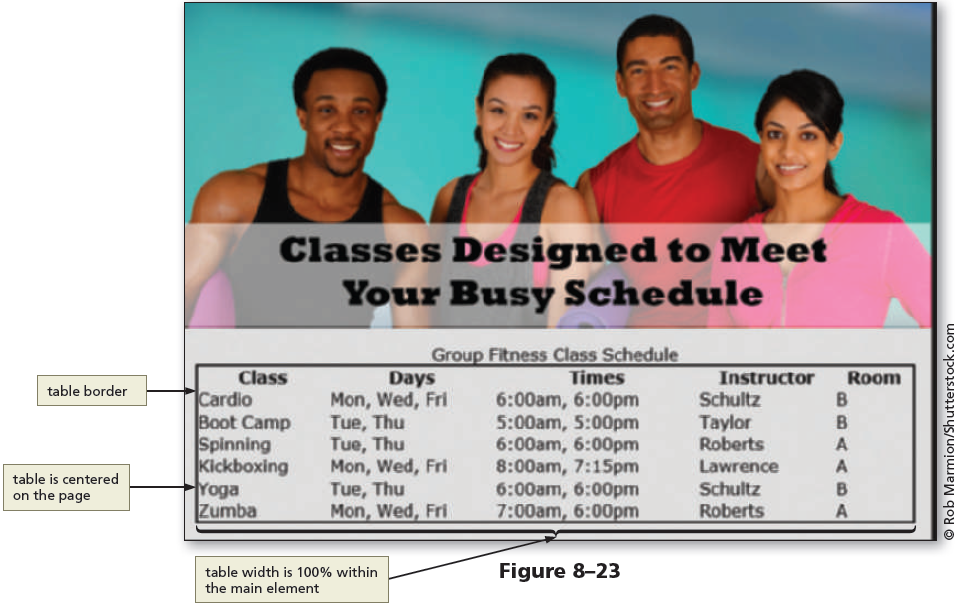 Classes Designed to Meet
Your Busy Schedule
Group Fitness Class Schedule
Class Days Times Instructor Room
Cardio Mon, Wed, Fri 6:00am, 6:00pm Schultz B
Boot Camp Tue, Thu 5:00am, 5:00pm Taylor B
Spinning Tue, Thu 6:00am, 6:00pm Roberts A
Kickboxing Mon, Wed, Fri 8:00am, 7:15pm Lawrence A
Yoga Tue, Thu 6:00am, 6:00pm Schultz B
Zumba Mon, Wed, Fri 7:00am, 6:00pm Roberts A
table border
table is centered
on the page
table width is 100% within
the main element
Figure 8–23
© Rob Marmion/Shutterstock.com